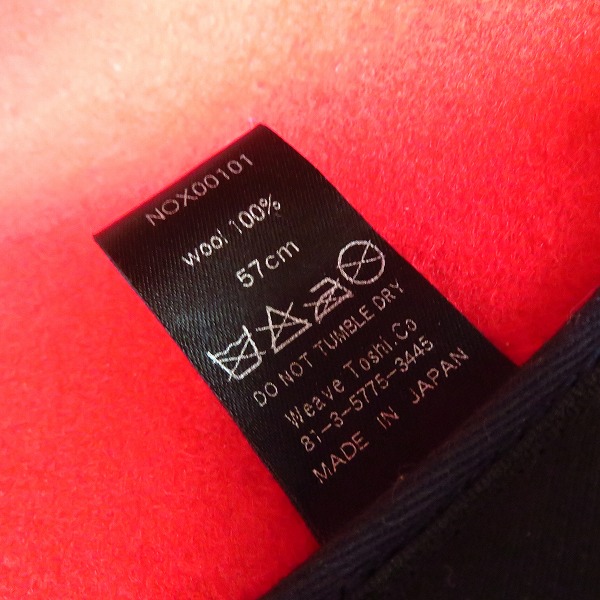 NOX00101
wool 100%
57cm
DO NOT TUMBLE DRY
Weave Toshi.Co
81-3-5775-3445
MADE IN JAPAN